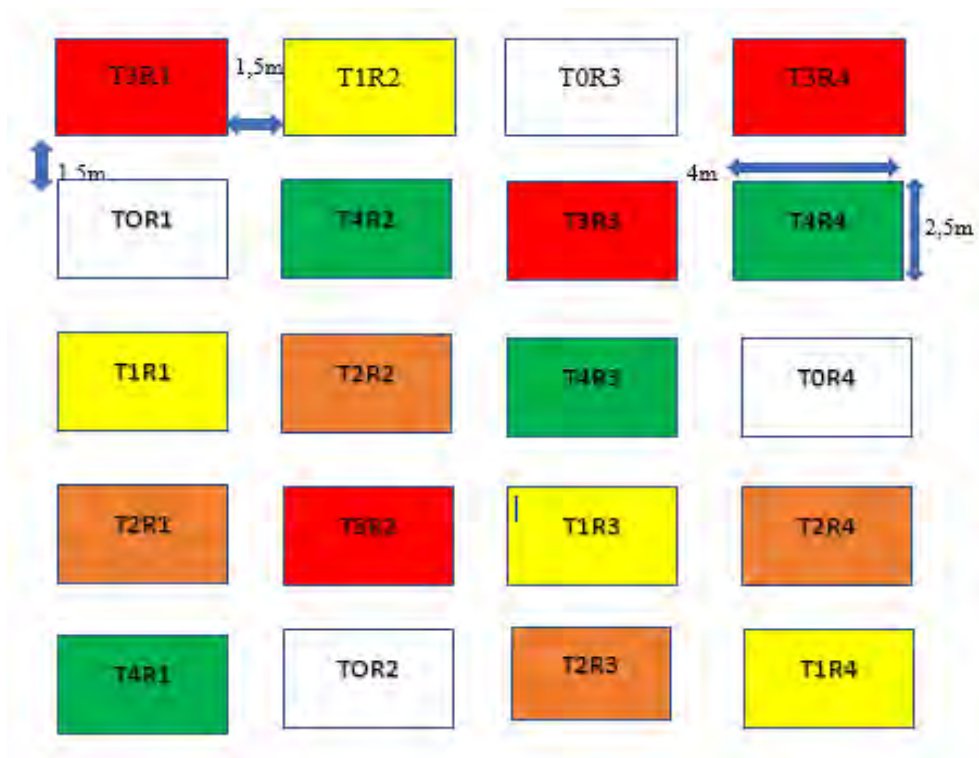 T3R1 1,5m T1R2 T0R3 T3R4
1,5m 4m
TOR1 T4R2 T3R3 T4R4 2,5m
T1R1 T2R2 T4R3 T0R4
T2R1 T3R2 T1R3 T2R4
T4R1 TOR2 T2R3 T1R4